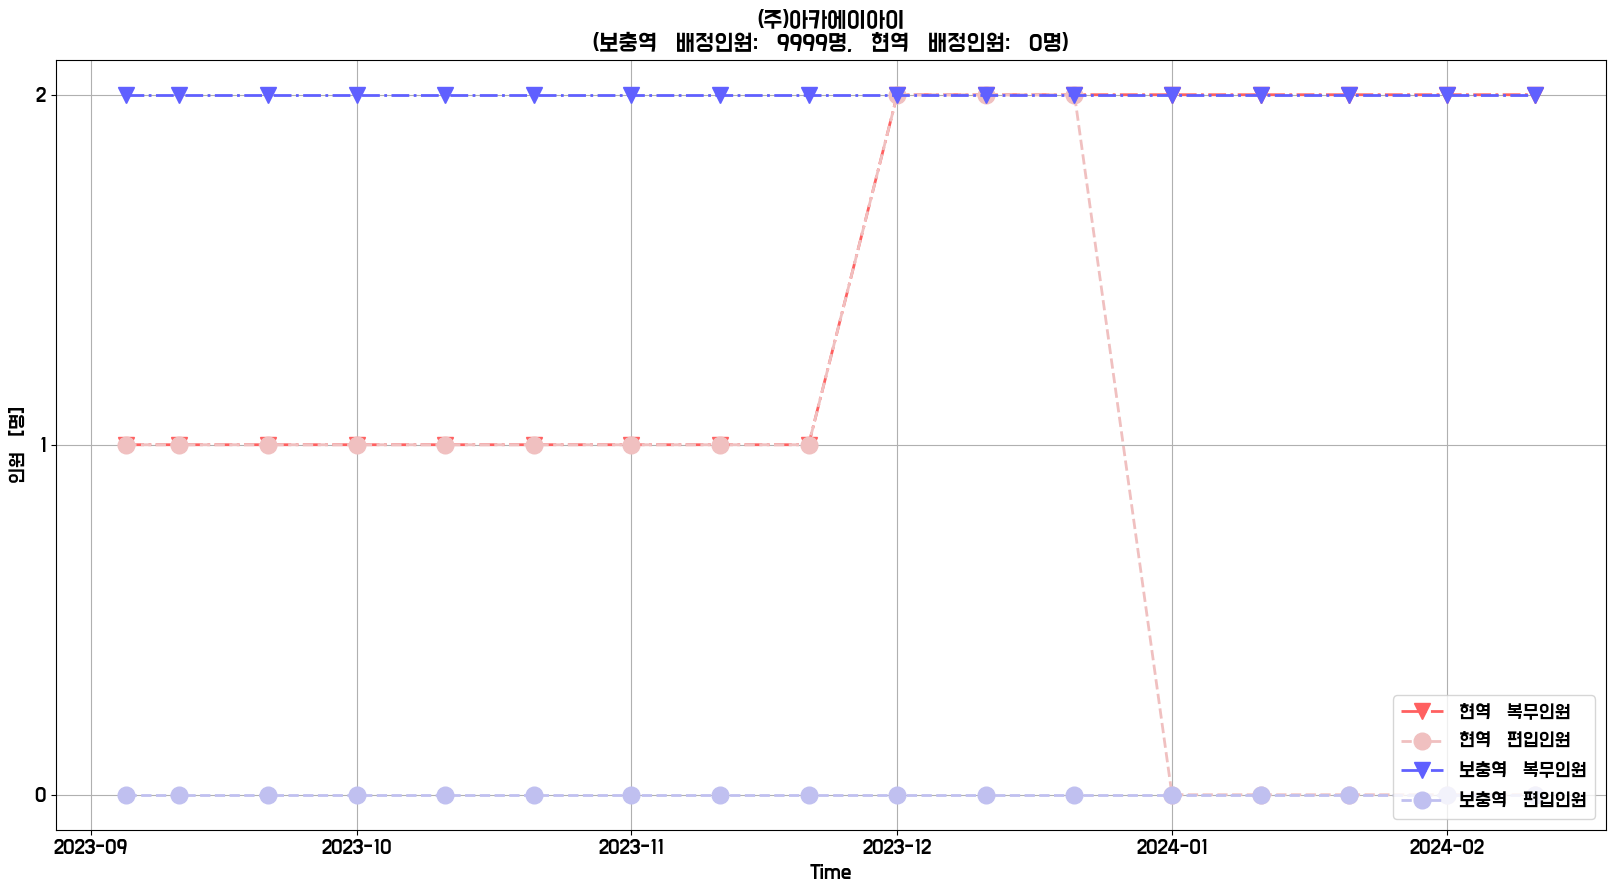 (주)아카에이아이
(보충역 배정인원: 9999명, 현역 배정인원: 0명)
인원 [명]
2
1
0
2023-09
2023-10
2023-11
2023-12
2024-01
2024-02
Time
현역 복무인원
현역 편입인원
보충역 복무인원
보충역 편입인원